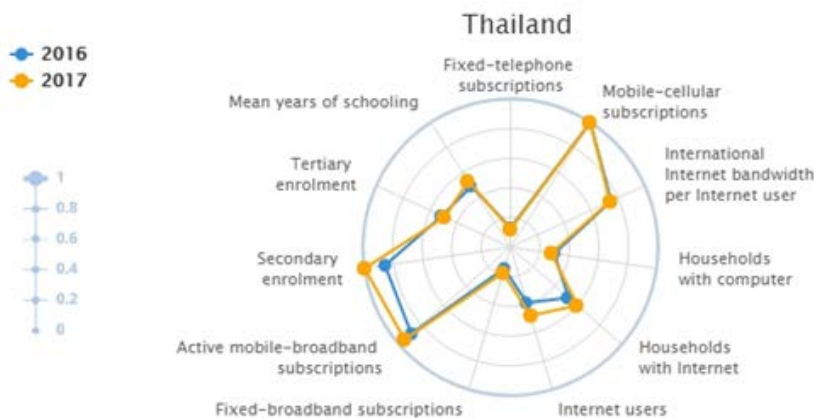 Thailand
2016
2017
Fixed-telephone
subscriptions
Mobile-cellular
subscriptions
International
Internet bandwidth
per Internet user
Households
with computer
Households
with Internet
Internet users
Fixed-broadband subscriptions
Active mobile-broadband
subscriptions
Secondary
enrolment
Tertiary
enrolment
Mean years of schooling
1
0.8
0.6
0.4
0.2
0